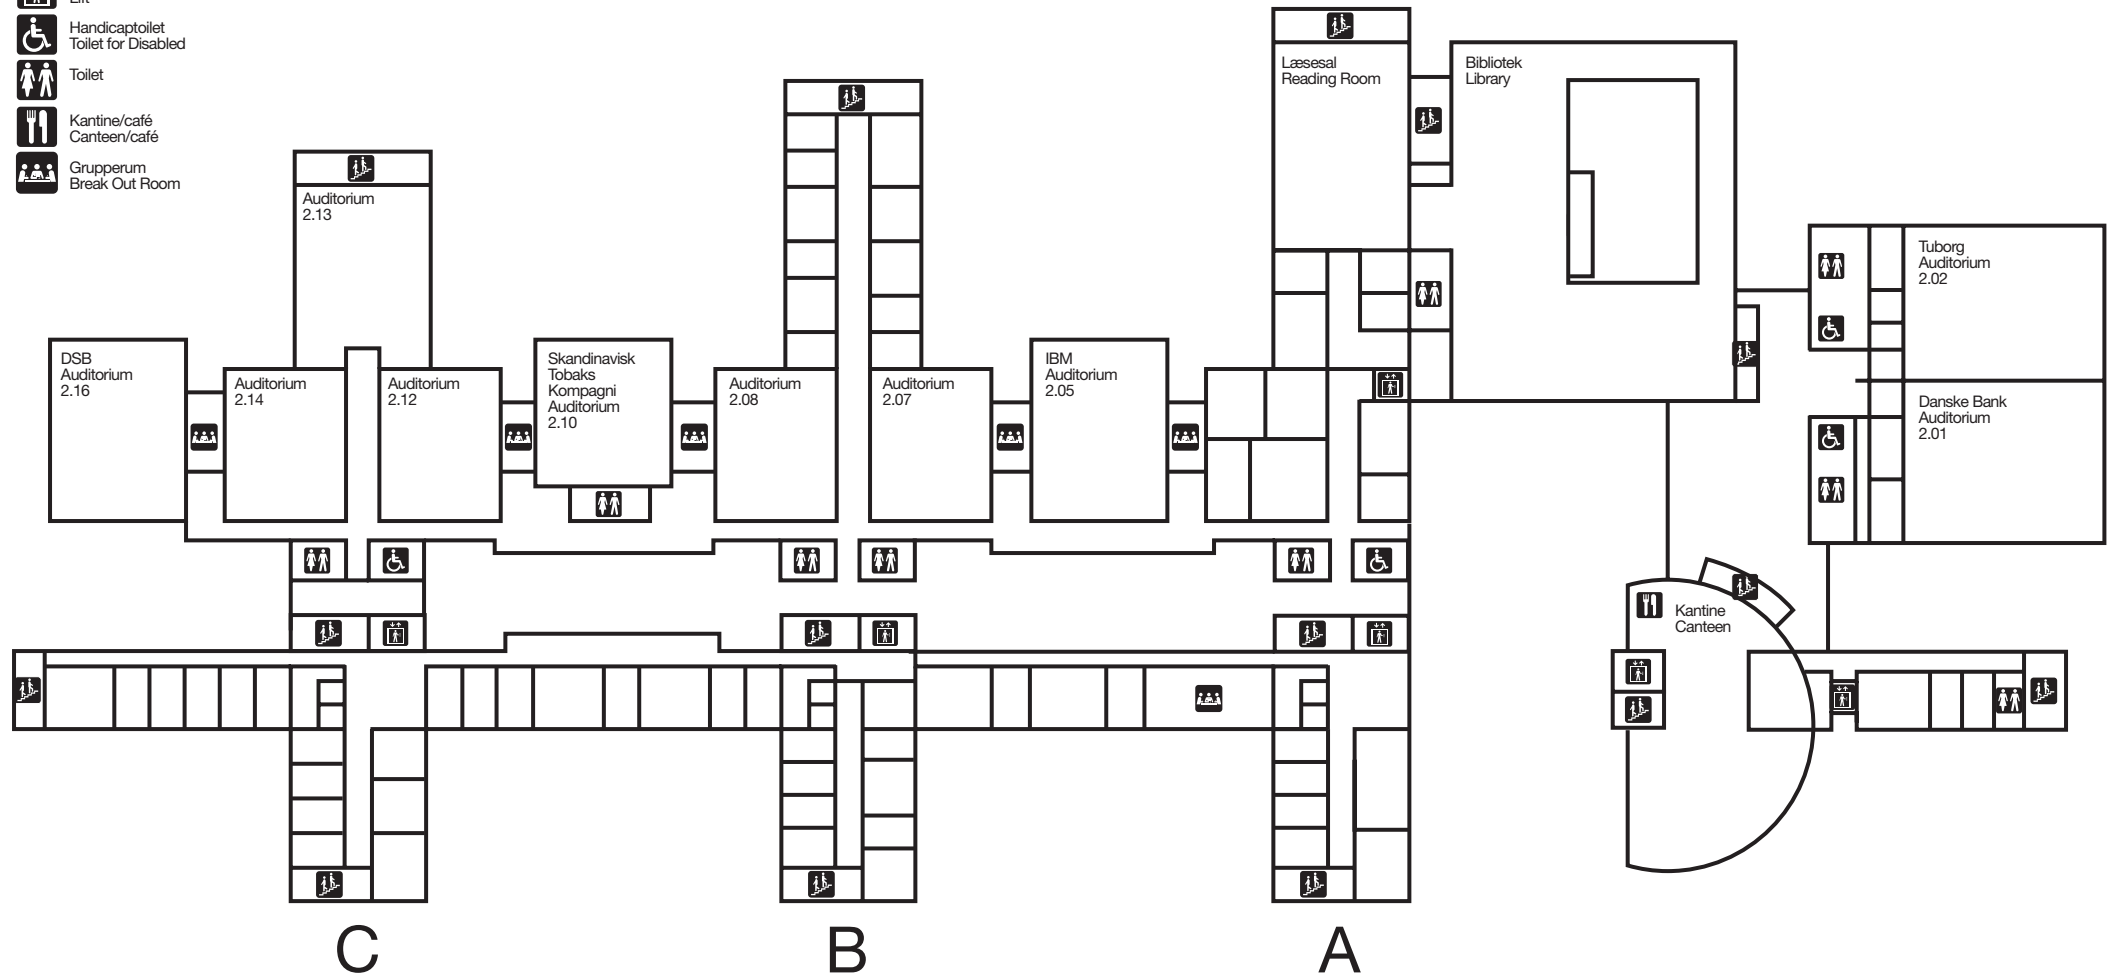 Lift
Handicaptoilet
Toilet for Disabled
Toilet
Kantine/café
Canteen/café
Grupperum
Break Out Room
Læsesal
Reading Room
Bibliotek
Library
Auditorium
2.13
Tuborg
Auditorium
2.02
DSB
Auditorium
2.16
Auditorium
2.14
Auditorium
2.12
Skandinavisk
Tobaks
Kompagni
Auditorium
2.10
Auditorium
2.08
Auditorium
2.07
IBM
Auditorium
2.05
Danske Bank
Auditorium
2.01
Kantine
Canteen
C
B
A